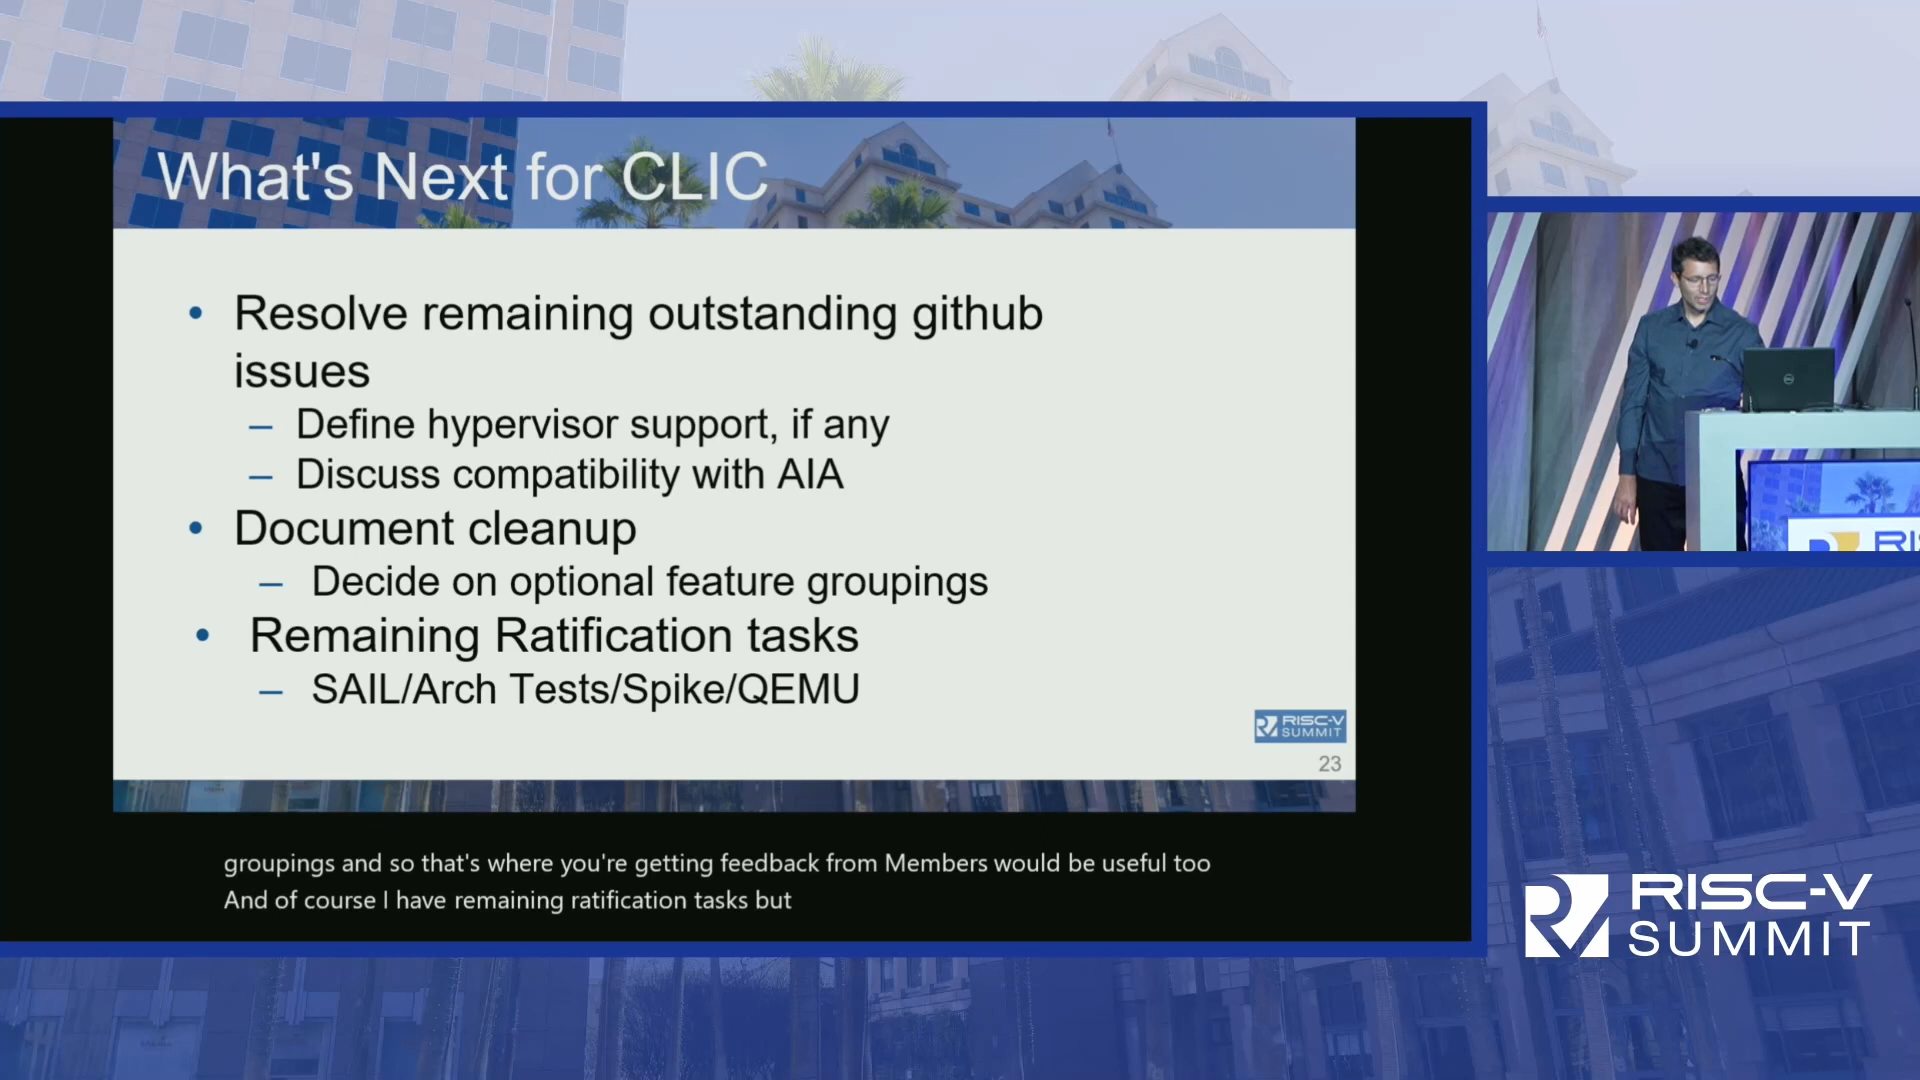 What's Next for CLIC
• Resolve remaining outstanding github
issues
– Define hypervisor support, if any
– Discuss compatibility with AIA
• Document cleanup
– Decide on optional feature groupings
• Remaining Ratification tasks
– SAIL/Arch Tests/Spike/QEMU
RISC-V
SUMMIT
23
groupings and so that's where you're getting feedback from Members would be useful too
And of course I have remaining ratification tasks but
RISC-V
SUMMIT